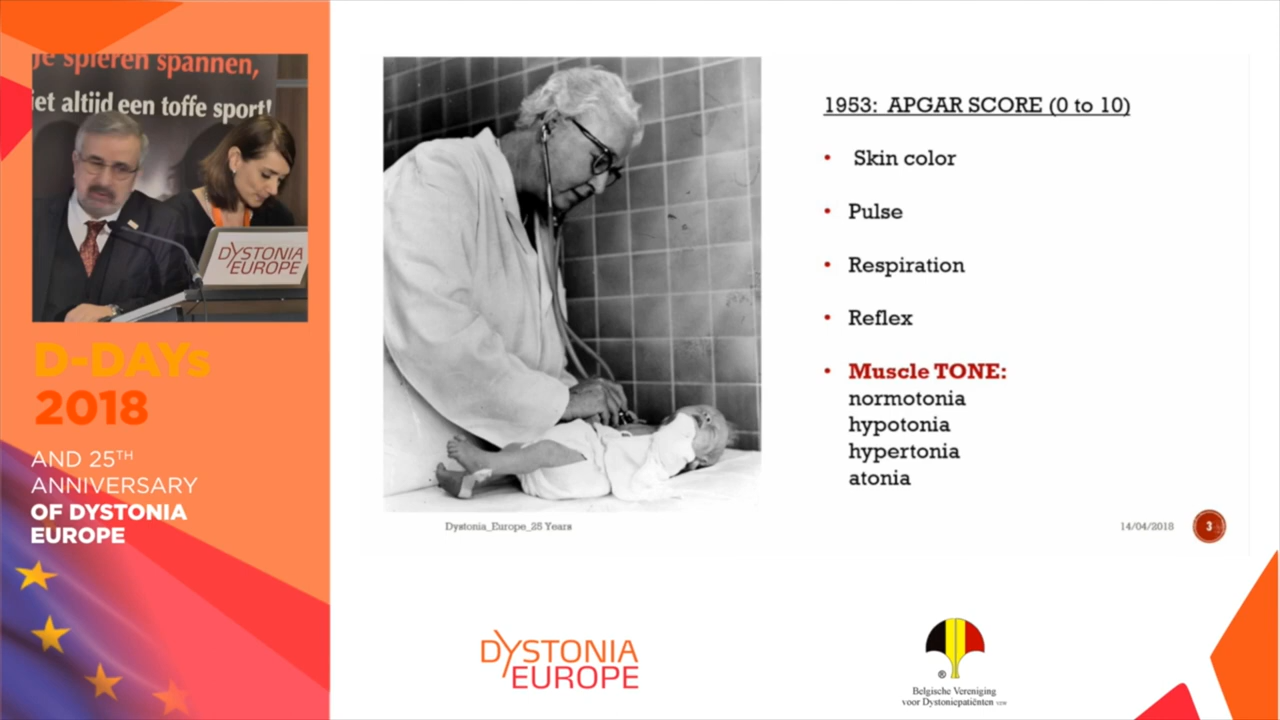 je spieren spannen,
iet altijd een toffe sport!
DYSTONIA
EUROPE
D-DAYs
2018
AND 25TH
ANNIVERSARY
OF DYSTONIA
EUROPE
1953: APGAR SCORE (0 to 10)
• Skin color
• Pulse
• Respiration
• Reflex
• Muscle TONE:
normotonia
hypotonia
hypertonia
atonia
Dystonia_Europe_25 Years
14/04/2018
3
DYSTONIA
EUROPE
®
Belgische Vereniging
voor Dystoniepatiënten vzw